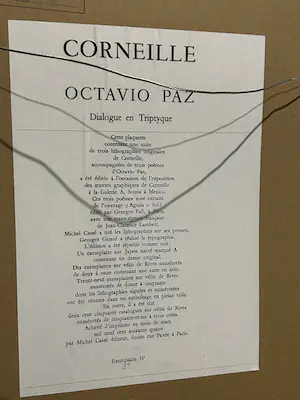 CORNEILLE
OCTAVIO PAZ
Dialogue en Triptyque
Cette plaquette
contenant une suite
de trois lithographies originales
de Corneille,
accompagnées de trois poèmes
d'Octavio Paz,
a été éditée à l'occasion de l'exposition
des œuvres graphiques de Corneille
à la Galerie A. Souza à Mexico.
Ces trois poèmes sont extraits
de l'ouvrage « Aguila o Sol »
édité par Georges Fall, à Paris,
avec une transcription française
de Jean-Clarence Lambert.
Michel Cassé a tiré les lithographies sur ses presses,
Georges Girard a réalisé la typographie.
L'édition a été répartie comme suit:
Un exemplaire sur Japon nacré marqué A
contenant un dessin original.
Dix exemplaires sur vélin de Rives numérotés
de deux à onze contenant une suite en noir.
Trente-neuf exemplaires sur vélin de Rives
numérotés de douze à cinquante
dont les lithographies signées et numérotées
ont été réunies dans un emboîtage en pleine toile.
En outre, il a été tiré
deux cent cinquante catalogues sur vélin de Rives
numérotés de cinquante-et-un à trois cents.
Achevé d'imprimer au mois de mars
mil neuf cent soixante quatre
par Michel Cassé éditeur, douze rue Pavée à Paris.
Exemplaire N°
50